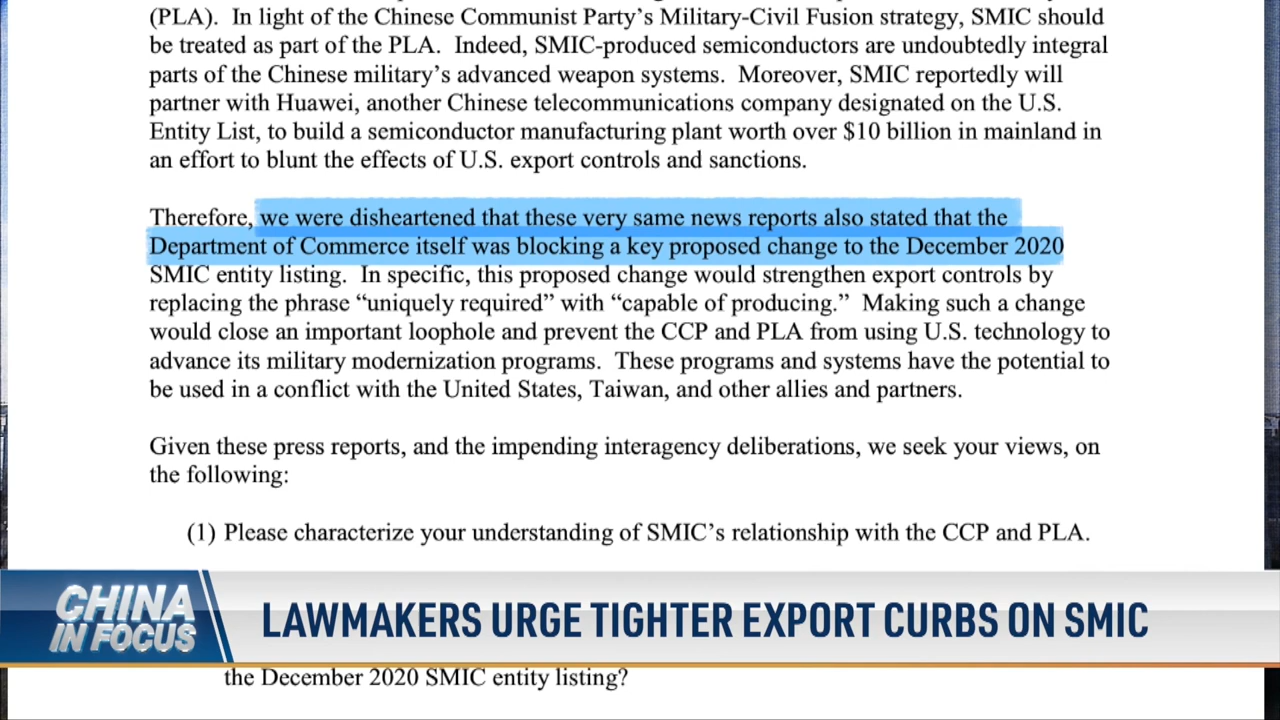 (PLA). In light of the Chinese Communist Party’s Military-Civil Fusion strategy, SMIC should
be treated as part of the PLA. Indeed, SMIC-produced semiconductors are undoubtedly integral
parts of the Chinese military’s advanced weapon systems. Moreover, SMIC reportedly will
partner with Huawei, another Chinese telecommunications company designated on the U.S.
Entity List, to build a semiconductor manufacturing plant worth over $10 billion in mainland in
an effort to blunt the effects of U.S. export controls and sanctions.
Therefore, we were disheartened that these very same news reports also stated that the
Department of Commerce itself was blocking a key proposed change to the December 2020
SMIC entity listing. In specific, this proposed change would strengthen export controls by
replacing the phrase “uniquely required” with “capable of producing.” Making such a change
would close an important loophole and prevent the CCP and PLA from using U.S. technology to
advance its military modernization programs. These programs and systems have the potential to
be used in a conflict with the United States, Taiwan, and other allies and partners.
Given these press reports, and the impending interagency deliberations, we seek your views, on
the following:
(1) Please characterize your understanding of SMIC’s relationship with the CCP and PLA.
CHINA
IN FOCUS
LAWMAKERS URGE TIGHTER EXPORT CURBS ON SMIC
the December 2020 SMIC entity listing?